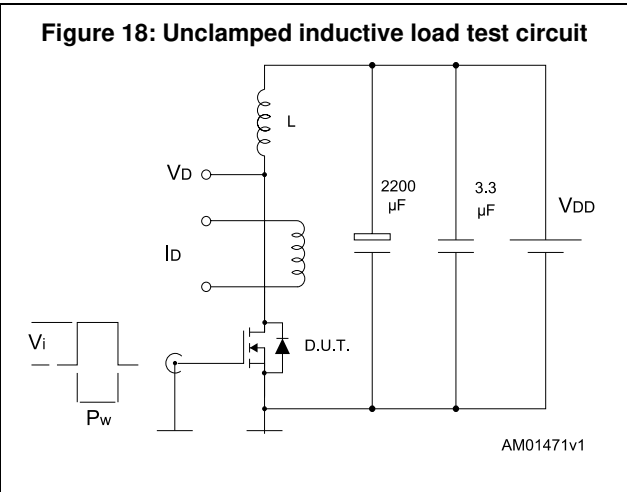 Figure 18: Unclamped inductive load test circuit
L
VD
2200
µF
3.3
µF
VDD
ID
Vi
D.U.T.
Pw
AM01471v1